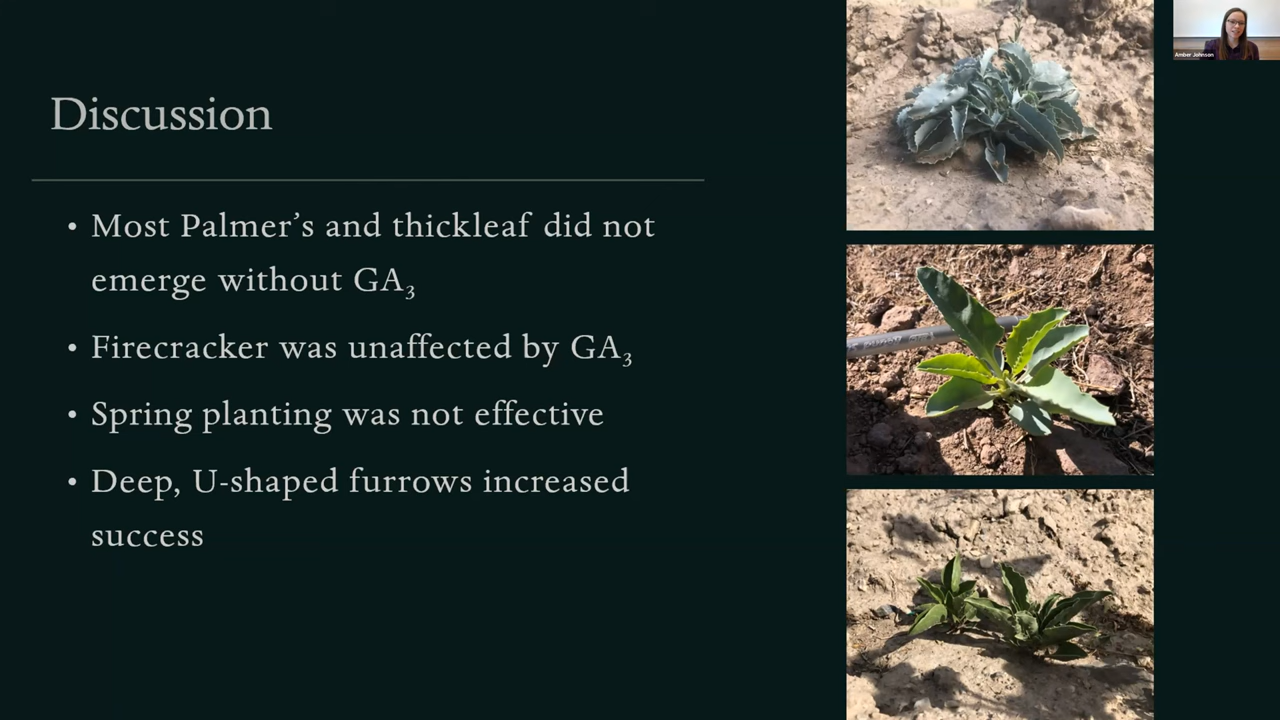 Discussion
• Most Palmer’s and thickleaf did not
emerge without GA₃
• Firecracker was unaffected by GA₃
• Spring planting was not effective
• Deep, U-shaped furrows increased
success
Amber Johnson